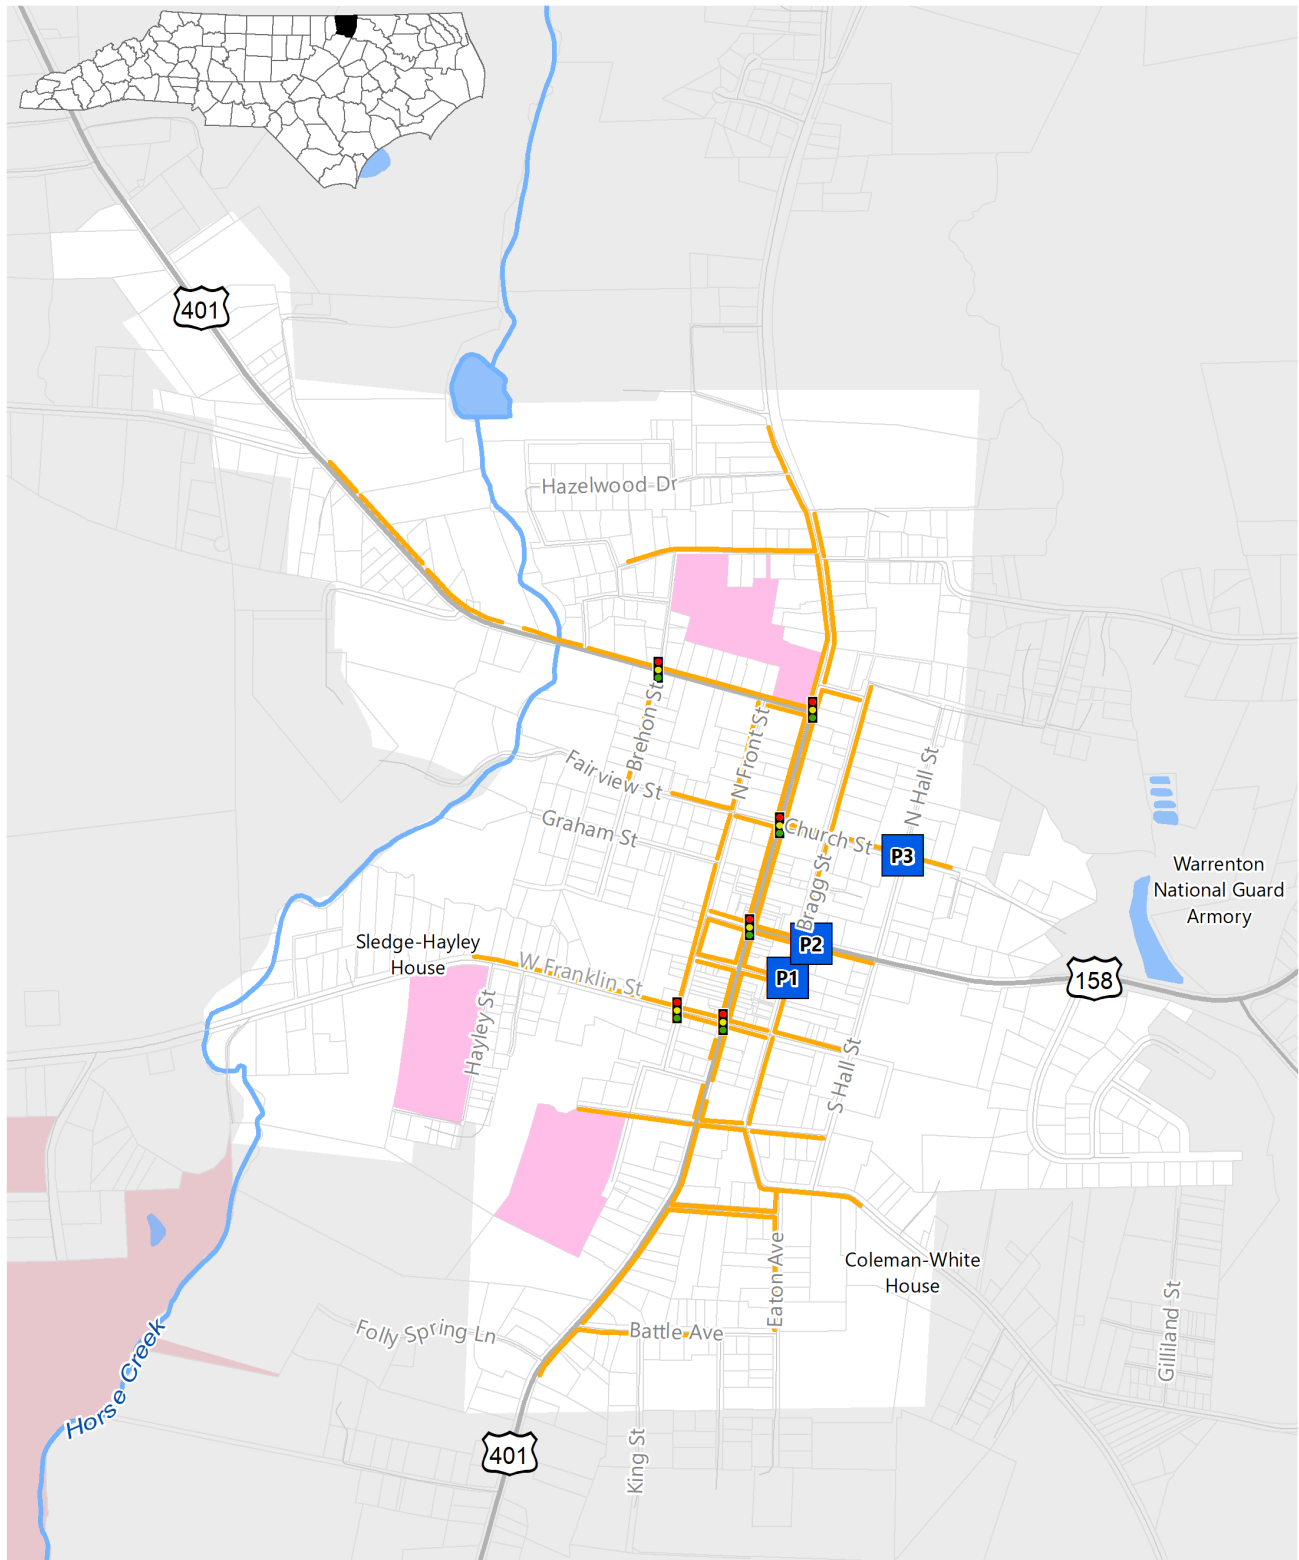 401
Hazelwood Dr
Brehon St
N Front St
Fairview St
N Hall St
Graham St
Church St
P3
Bragg St
Warrenton
National Guard
Armory
Sledge-Hayley
House
P2
W Franklin St
P1
158
Hayley St
S Hall St
Coleman-White
House
Eaton Ave
Gilliland St
Folly Spring Ln
Battle Ave
Horse Creek
King St
401